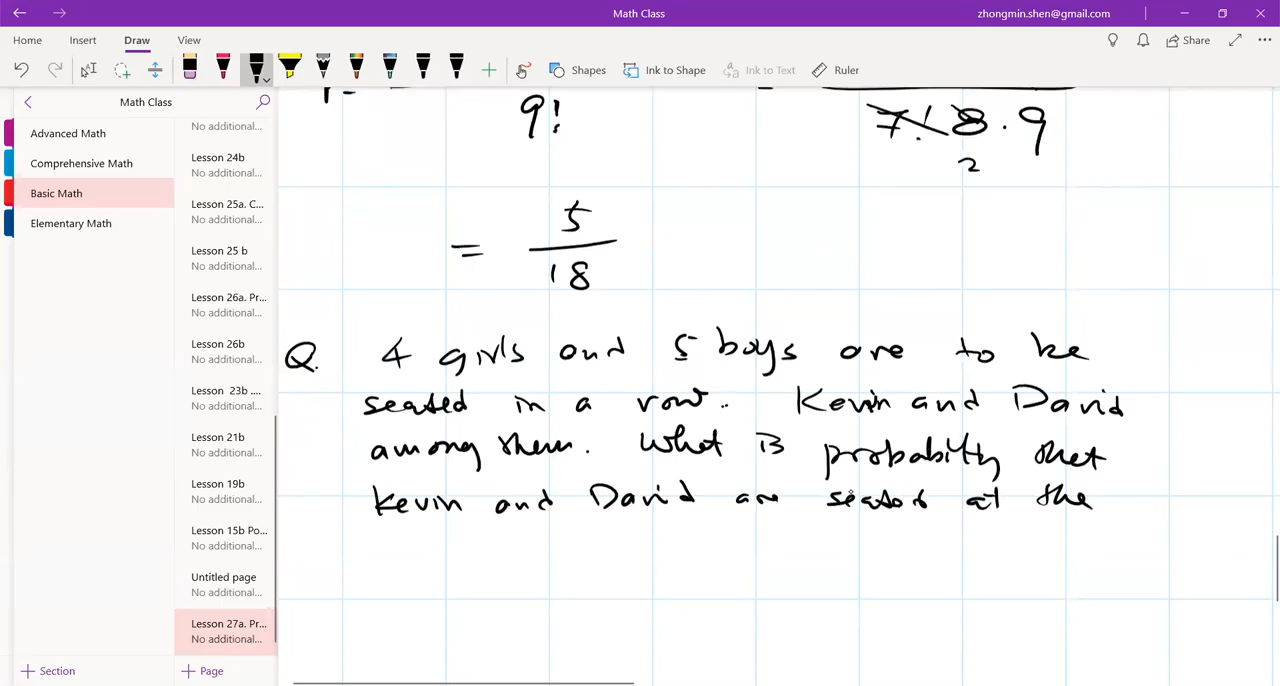 Math Class
zhongmin.shen@gmail.com
Home Insert Draw View
Share
Shapes
Ink to Shape
Ink to Text
Ruler
Math Class
Advanced Math
Comprehensive Math
Basic Math
Elementary Math
No additional...
Lesson 24b
No additional...
Lesson 25a. C...
No additional...
Lesson 25 b
No additional...
Lesson 26a. Pr...
No additional...
Lesson 26b
No additional...
Lesson 23b ....
No additional...
Lesson 21b
No additional...
Lesson 19b
No additional...
Lesson 15b Po...
No additional...
Untitled page
No additional...
Lesson 27a. Pr...
No additional...
Section
Page
9!
7! 8 · 9
2
= 5
18
Q. 4 girls and 5 boys are to be
seated in a row. Kevin and David
among them. What is probability that
Kevin and David are seated at the